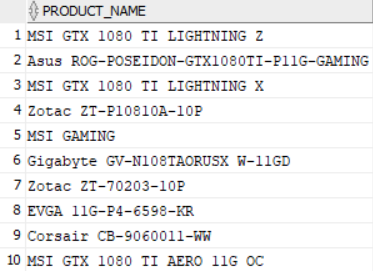 PRODUCT_NAME
1 MSI GTX 1080 TI LIGHTNING Z
2 Asus ROG-POSEIDON-GTX1080TI-P11G-GAMING
3 MSI GTX 1080 TI LIGHTNING X
4 Zotac ZT-P10810A-10P
5 MSI GAMING
6 Gigabyte GV-N108TAORUSX W-11GD
7 Zotac ZT-70203-10P
8 EVGA 11G-P4-6598-KR
9 Corsair CB-9060011-WW
10 MSI GTX 1080 TI AERO 11G OC